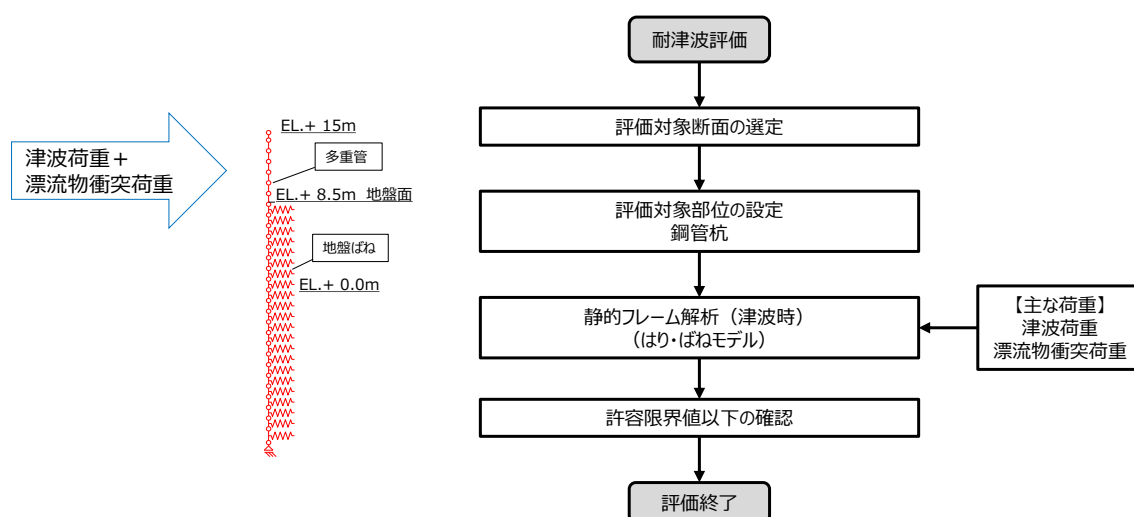 津波荷重＋
漂流物衝突荷重
EL.+ 15m
多重管
EL.+ 8.5m 地盤面
地盤ばね
EL.+ 0.0m
耐津波評価
評価対象断面の選定
評価対象部位の設定
鋼管杭
静的フレーム解析（津波時）
（はり・ばねモデル）
【主な荷重】
津波荷重
漂流物衝突荷重
許容限界値以下の確認
評価終了